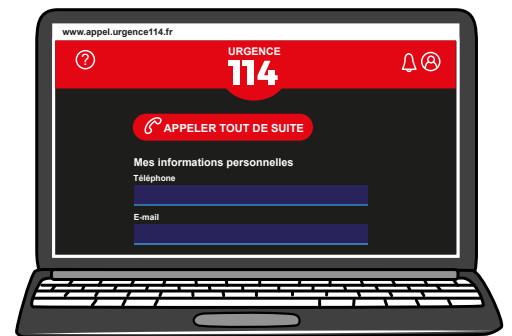 www.appel.urgence114.fr
URGENCE
114
APPELER TOUT DE SUITE
Mes informations personnelles
Téléphone
E-mail